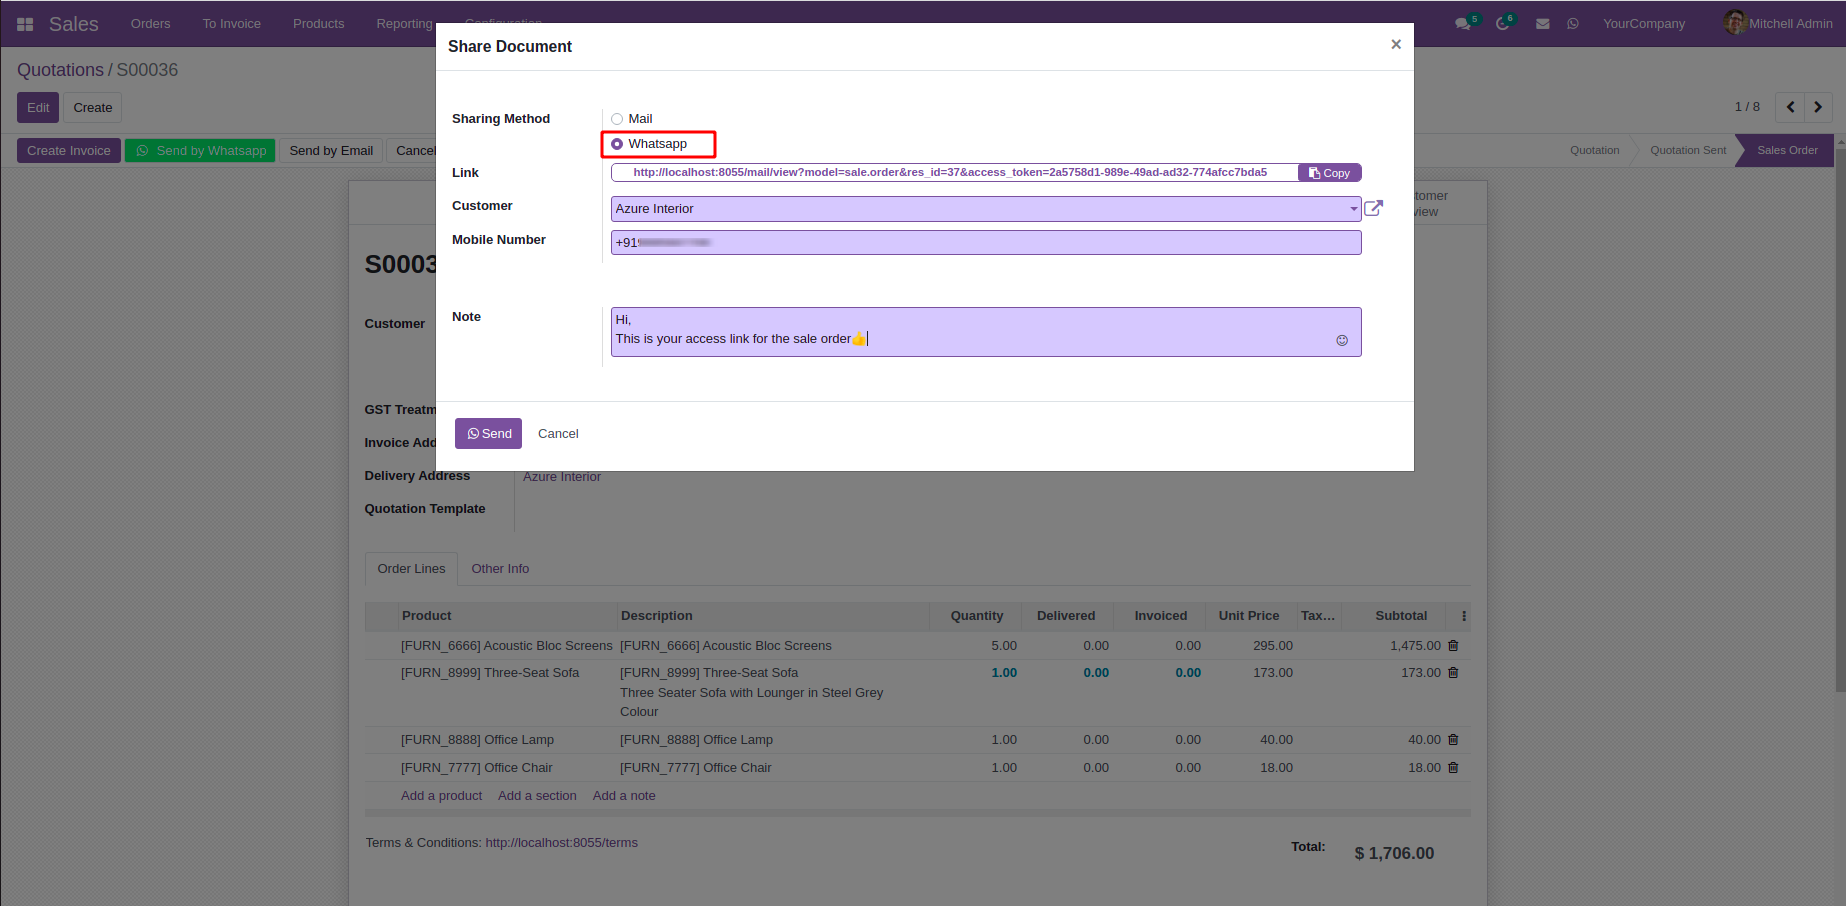 Sales Orders To Invoice Products Reporting Configuration 5 6 YourCompany Mitchell Admin
Share Document ×
Quotations / S00036
Edit Create
1 / 8
Create Invoice Send by Whatsapp Send by Email Cancel
Quotation Quotation Sent Sales Order
Sharing Method Mail
Whatsapp
Link http://localhost:8055/mail/view?model=sale.order&res_id=37&access_token=2a5758d1-989e-49ad-ad32-774afcc7bda5 Copy
Customer Azure Interior
Mobile Number +919
Note Hi,
This is your access link for the sale order👍
Send Cancel
S0003
Customer
GST Treatm
Invoice Add
Delivery Address Azure Interior
Quotation Template
tomer
view
Order Lines Other Info
Product Description Quantity Delivered Invoiced Unit Price Tax... Subtotal
[FURN_6666] Acoustic Bloc Screens [FURN_6666] Acoustic Bloc Screens 5.00 0.00 0.00 295.00 1,475.00
[FURN_8999] Three-Seat Sofa [FURN_8999] Three-Seat Sofa 1.00 0.00 0.00 173.00 173.00
Three Seater Sofa with Lounger in Steel Grey
Colour
[FURN_8888] Office Lamp [FURN_8888] Office Lamp 1.00 0.00 0.00 40.00 40.00
[FURN_7777] Office Chair [FURN_7777] Office Chair 1.00 0.00 0.00 18.00 18.00
Add a product Add a section Add a note
Terms & Conditions: http://localhost:8055/terms
Total: $ 1,706.00